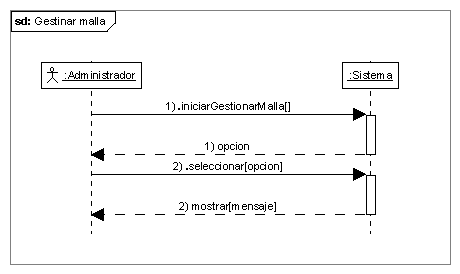 sd: Gestinar malla
:Administrador
:Sistema
1) .iniciarGestionarMalla[]
1) opcion
2) .seleccionar[opcion]
2) mostrar[mensaje]